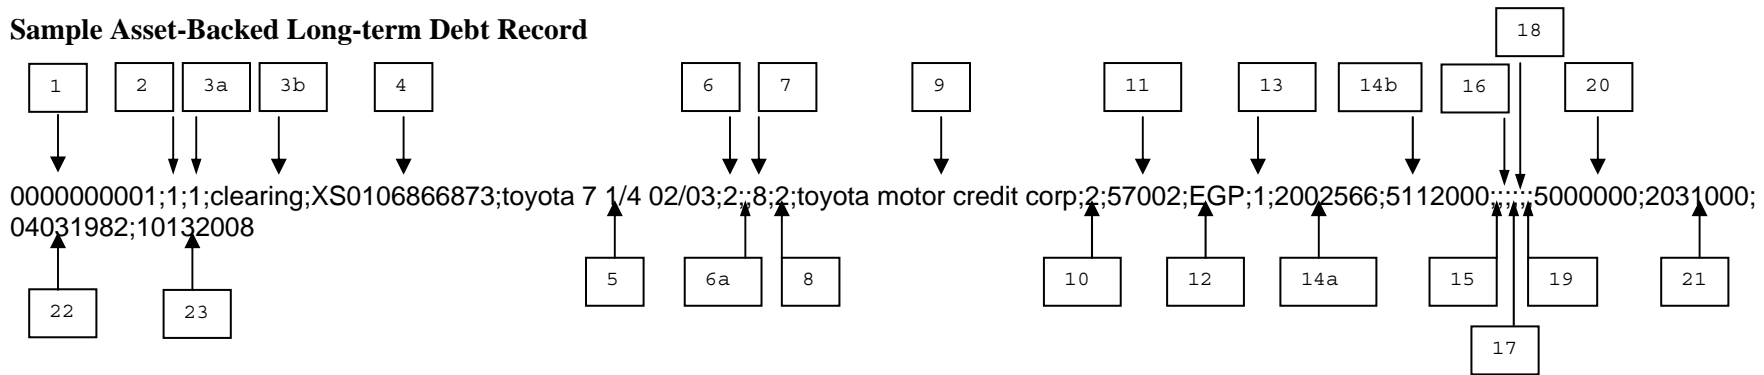 Sample Asset-Backed Long-term Debt Record
18
1 2 3a 3b 4 6 7 9 11 13 14b 16 20
0000000001;1;1;clearing;XS0106866873;toyota 7 1/4 02/03;2;;8;2;toyota motor credit corp;2;57002;EGP;1;2002566;5112000;;;;;;5000000;2031000;
04031982;10132008
5 6a 8 10 12 14a 15 19 21
22 23
17